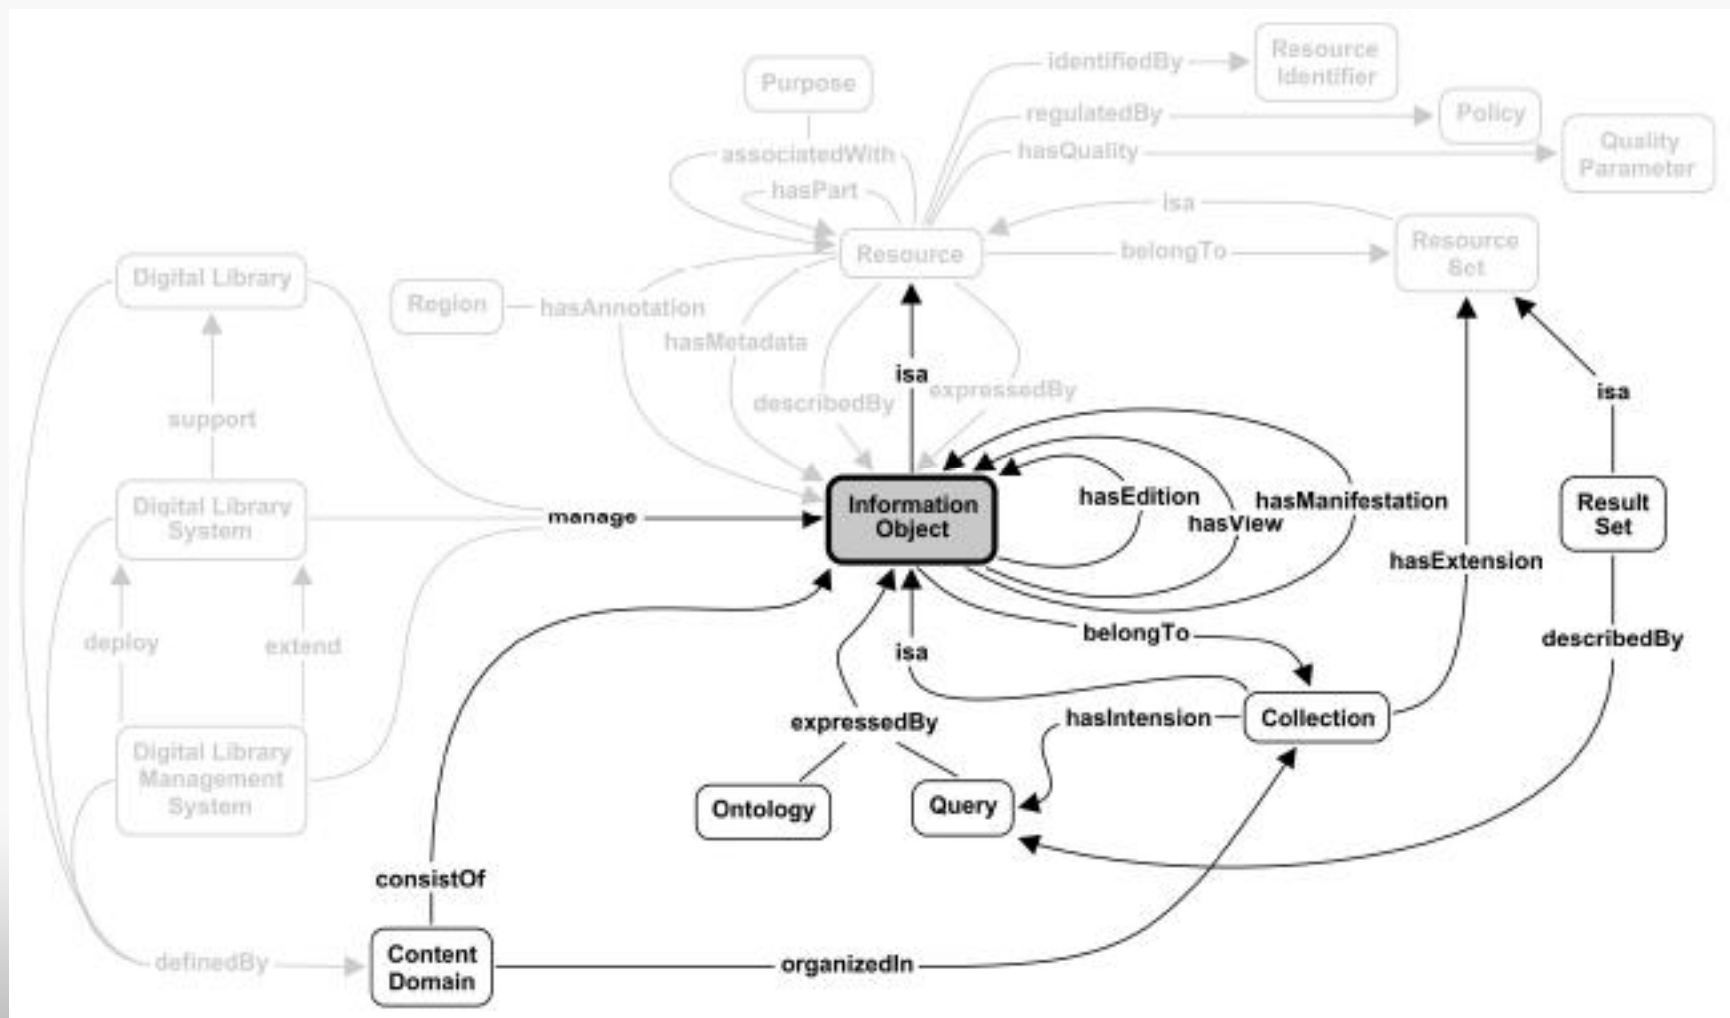 Resource
Identifier
identifiedBy
Purpose
regulatedBy
Policy
associatedWith
hasQuality
Quality
Parameter
hasPart
isa
Resource
belongTo
Resource
Set
Digital Library
Region
hasAnnotation
hasMetadata
isa
expressedBy
describedBy
isa
support
Digital Library
System
manage
Information
Object
hasEdition
hasView
hasManifestation
Result
Set
hasExtension
deploy
extend
isa
belongTo
describedBy
expressedBy
hasIntension
Collection
Digital Library
Management
System
Ontology
Query
consistOf
definedBy
Content
Domain
organizedIn